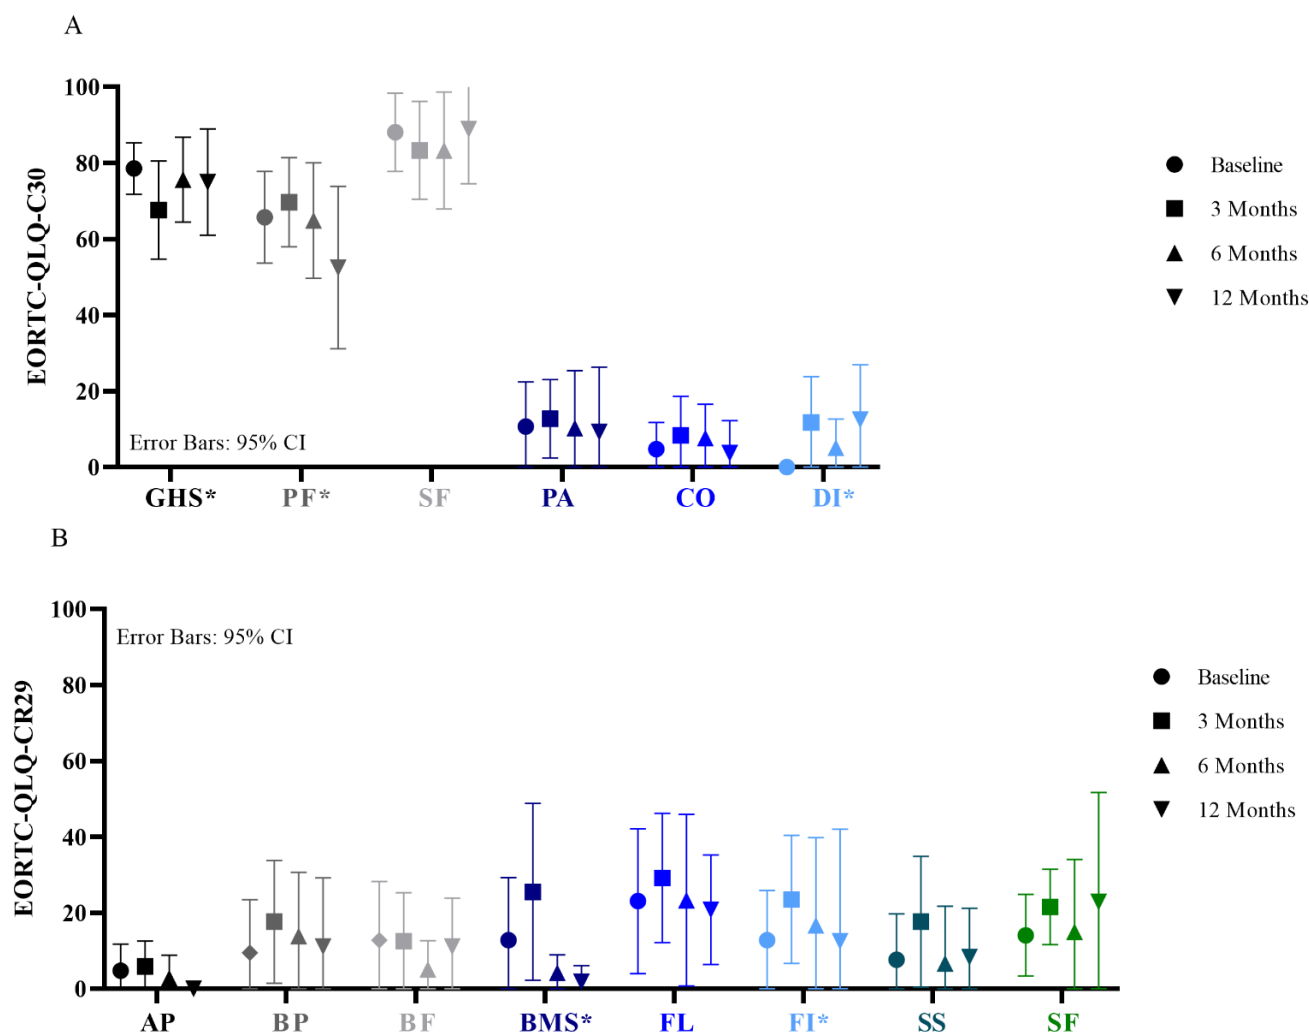 A
EORTC-QLQ-C30
100
80
60
40
20
0
Error Bars: 95% CI
GHS* PF* SF PA CO DI*
Baseline
3 Months
6 Months
12 Months
B
EORTC-QLQ-CR29
100
80
60
40
20
0
Error Bars: 95% CI
AP BP BF BMS* FL FI* SS SF
Baseline
3 Months
6 Months
12 Months